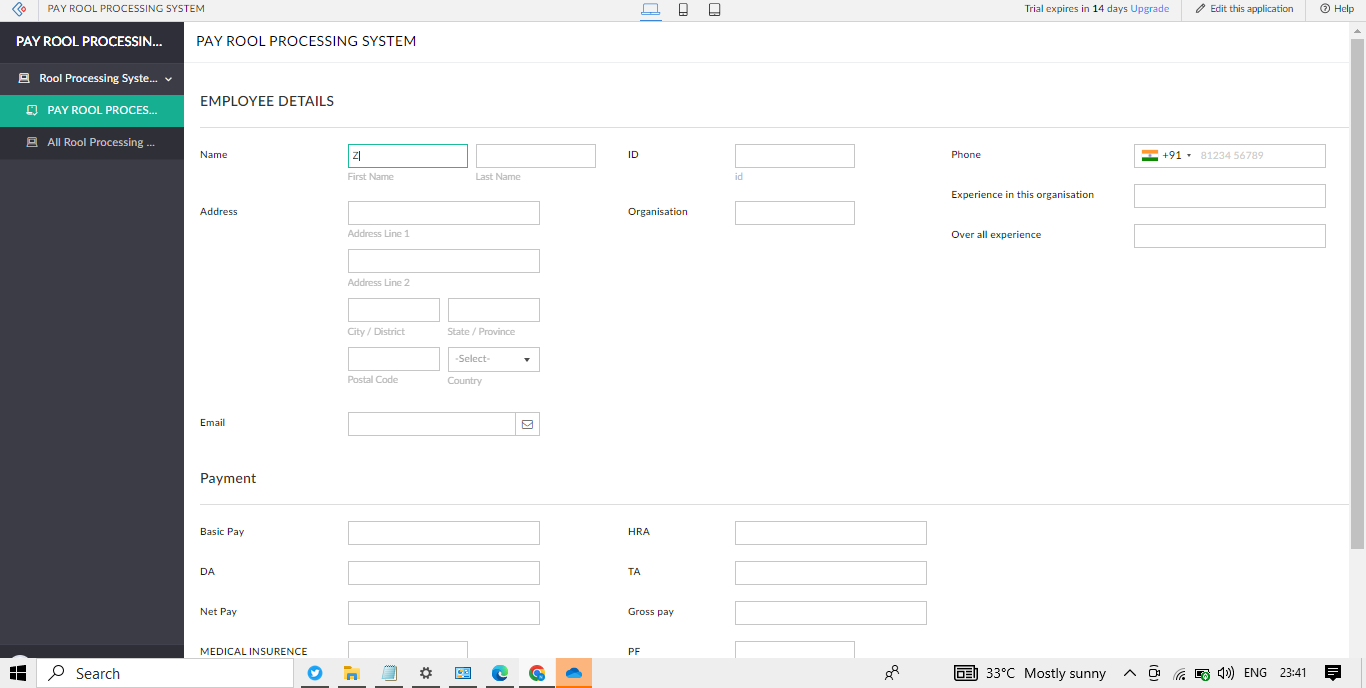 PAY ROOL PROCESSING SYSTEM
Trial expires in 14 days Upgrade
Edit this application
Help
PAY ROOL PROCESSIN...
PAY ROOL PROCESSING SYSTEM
Rool Processing Syste...
PAY ROOL PROCES...
All Rool Processing ...
EMPLOYEE DETAILS
Name
Z
First Name
Last Name
ID
id
Phone
+91
81234 56789
Experience in this organisation
Address
Address Line 1
Organisation
Over all experience
Address Line 2
City / District
State / Province
-Select-
Postal Code
Country
Email
Payment
Basic Pay
HRA
DA
TA
Net Pay
Gross pay
MEDICAL INSURENCE
PF
Search
33°C Mostly sunny
ENG
23:41